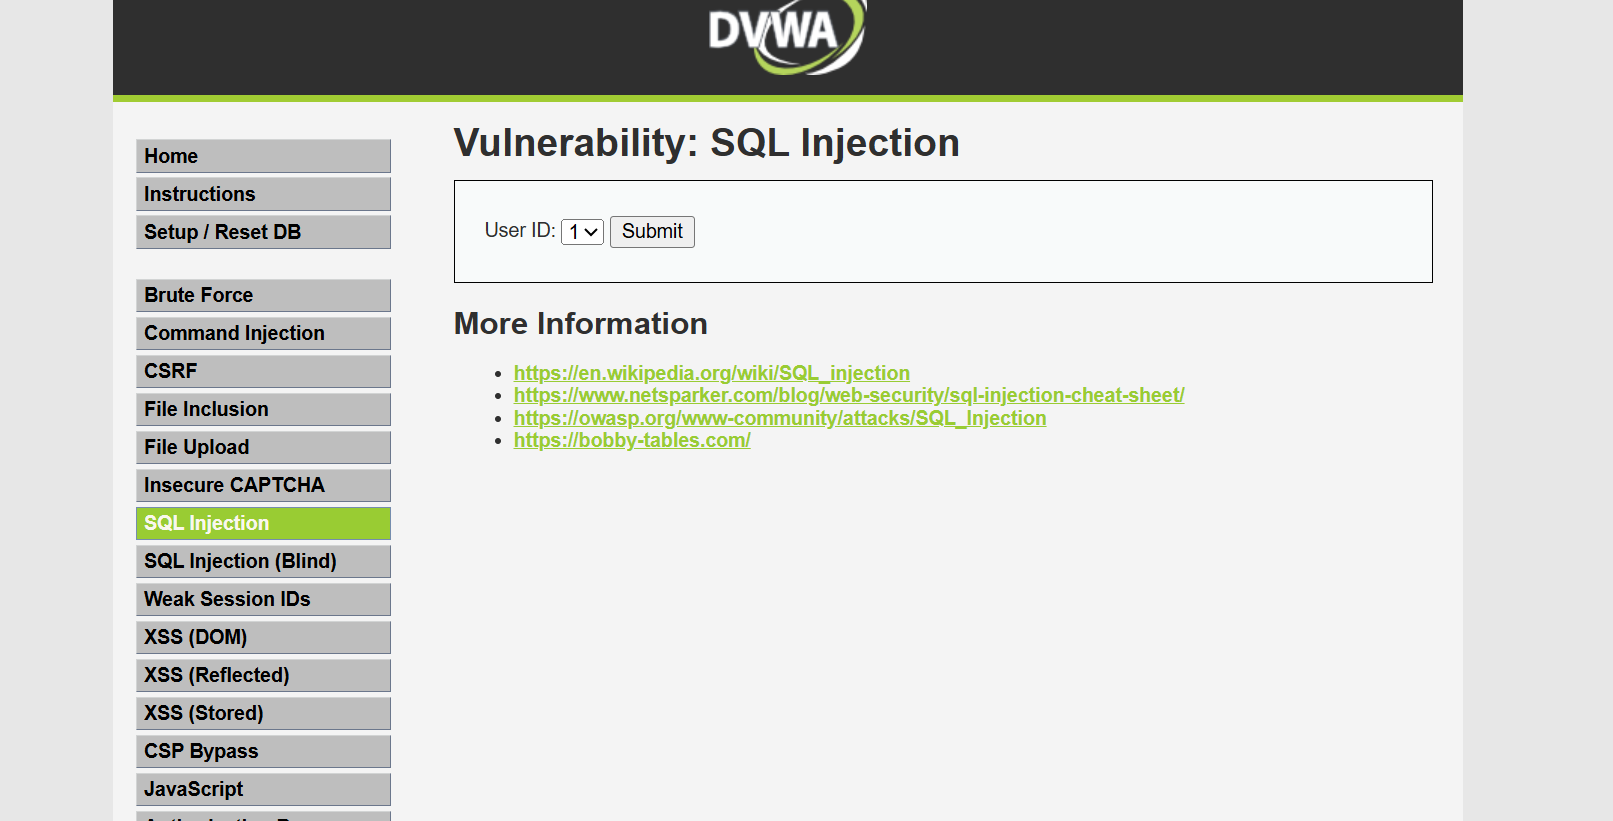 DVWA
Home
Instructions
Setup / Reset DB
Brute Force
Command Injection
CSRF
File Inclusion
File Upload
Insecure CAPTCHA
SQL Injection
SQL Injection (Blind)
Weak Session IDs
XSS (DOM)
XSS (Reflected)
XSS (Stored)
CSP Bypass
JavaScript
Vulnerability: SQL Injection
User ID: 1 Submit
More Information
https://en.wikipedia.org/wiki/SQL_injection
https://www.netsparker.com/blog/web-security/sql-injection-cheat-sheet/
https://owasp.org/www-community/attacks/SQL_Injection
https://bobby-tables.com/